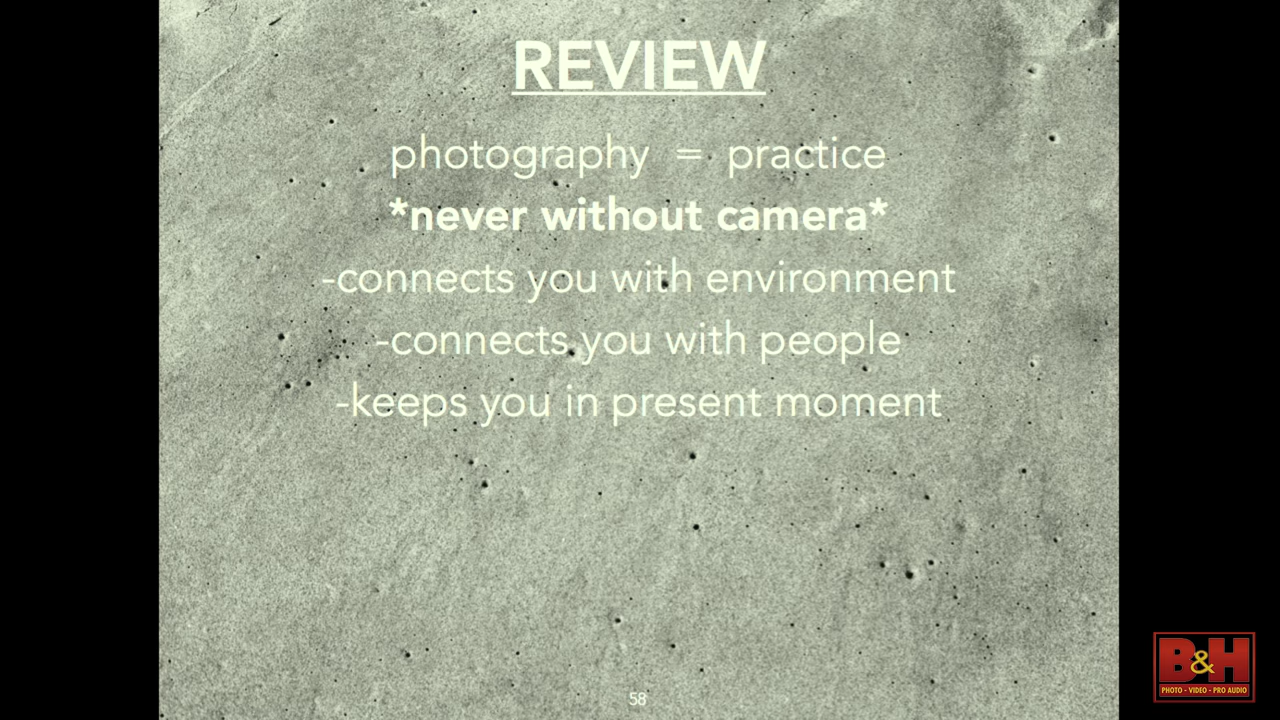 REVIEW
photography = practice
*never without camera*
-connects you with environment
-connects you with people
-keeps you in present moment
58
B&H
PHOTO - VIDEO - PRO AUDIO